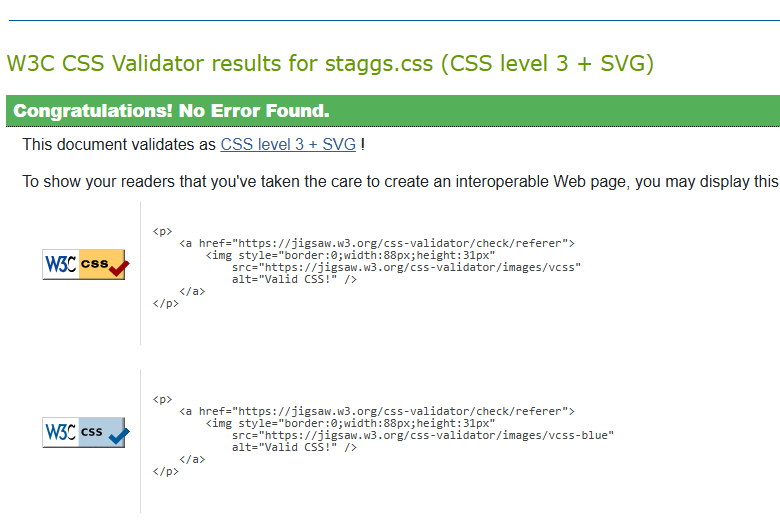 W3C CSS Validator results for staggs.css (CSS level 3 + SVG)
Congratulations! No Error Found.
This document validates as CSS level 3 + SVG !
To show your readers that you've taken the care to create an interoperable Web page, you may display this
W3C css
<p>
<a href="https://jigsaw.w3.org/css-validator/check/referer">
<img style="border:0;width:88px;height:31px"
src="https://jigsaw.w3.org/css-validator/images/vcss"
alt="Valid CSS!" />
</a>
</p>
W3C css
<p>
<a href="https://jigsaw.w3.org/css-validator/check/referer">
<img style="border:0;width:88px;height:31px"
src="https://jigsaw.w3.org/css-validator/images/vcss-blue"
alt="Valid CSS!" />
</a>
</p>